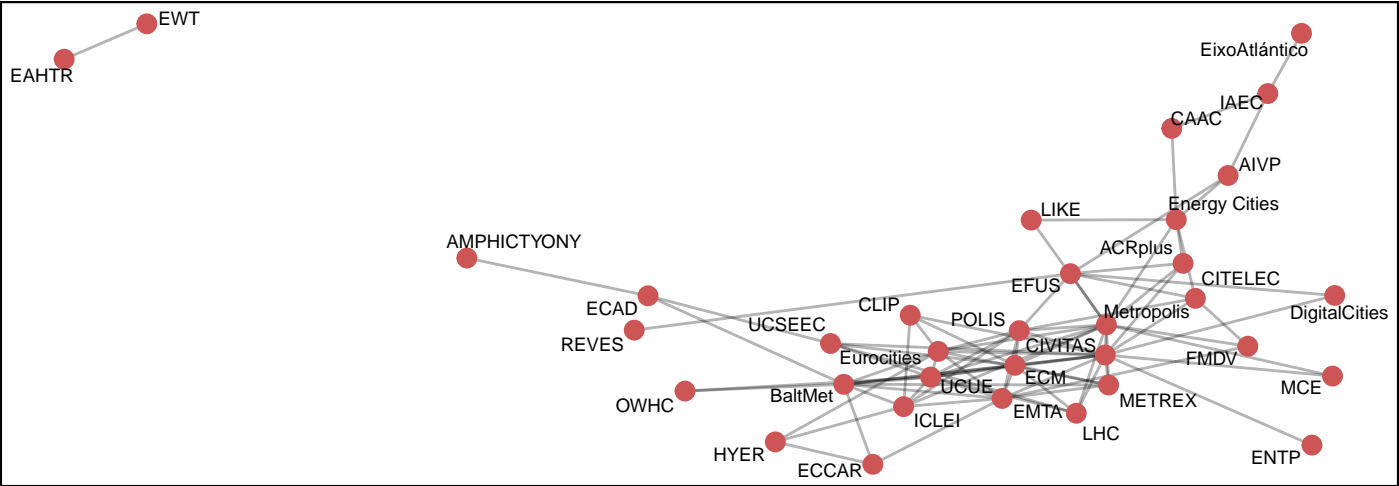 EWT
EAHTR
EixoAtlántico
IAEC
CAAC
AIVP
Energy Cities
LIKE
AMPHICTYONY
ACRplus
CITELEC
EFUS
ECAD
CLIP
Metropolis
DigitalCities
UCSEEC
POLIS
REVES
CIVITAS
Eurocities
FMDV
ECM
UCUE
MCE
BaltMet
METREX
OWHC
EMTA
ICLEI
LHC
HYER
ENTP
ECCAR